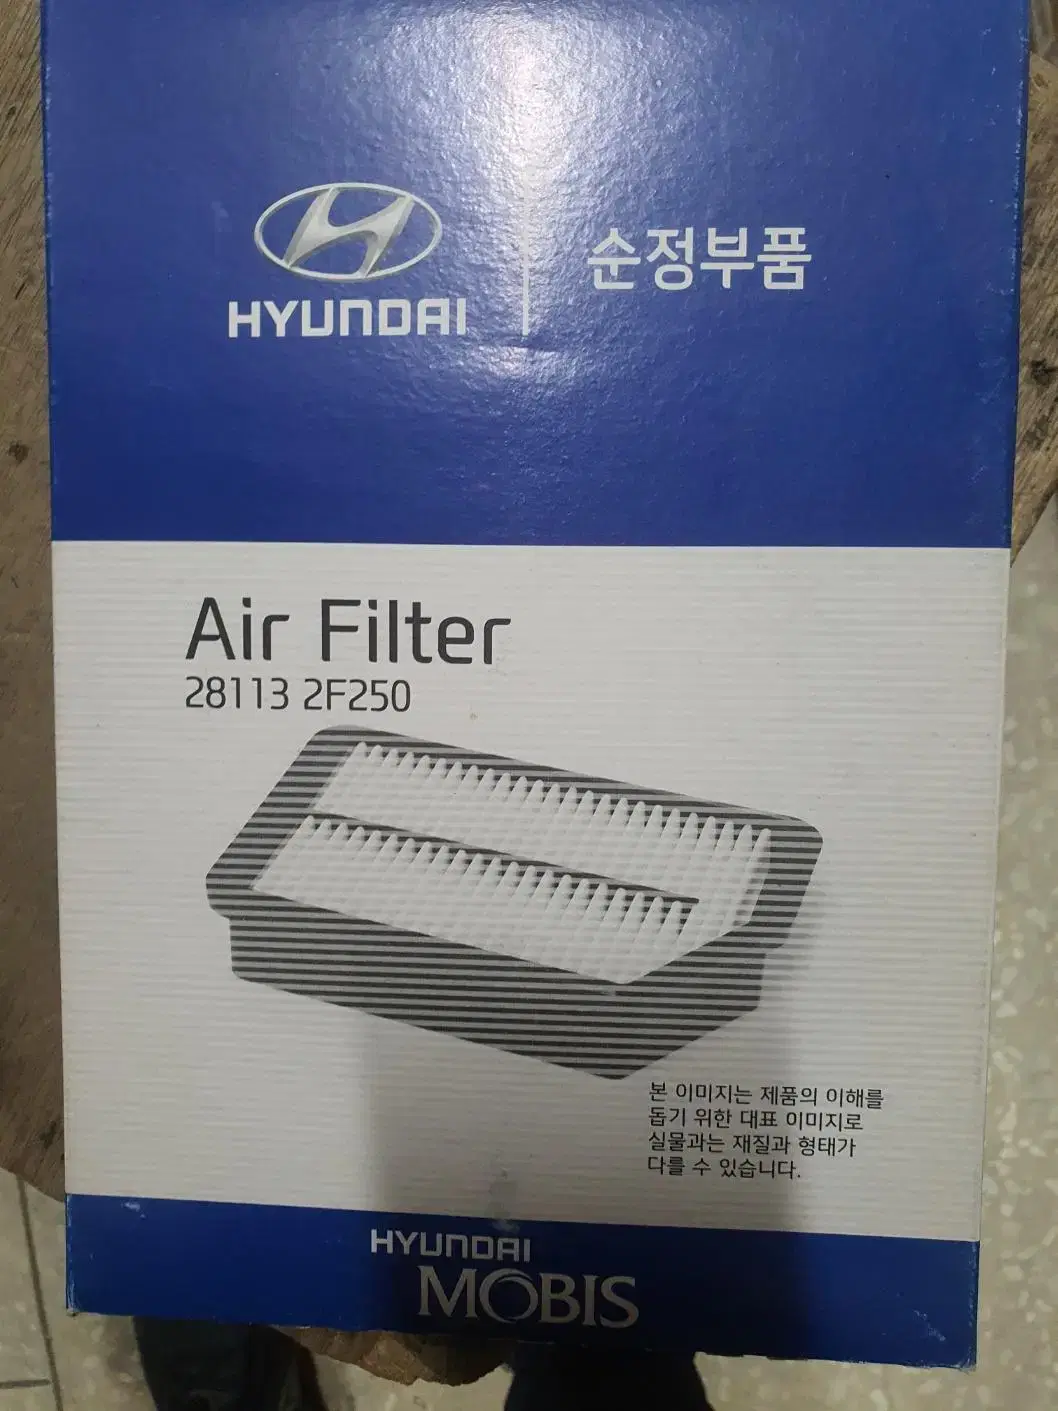 HYUNDAI
순정부품
Air Filter
28113 2F250
본 이미지는 제품의 이해를
돕기 위한 대표 이미지로
실물과는 재질과 형태가
다를 수 있습니다.
HYUNDAI
MOBIS